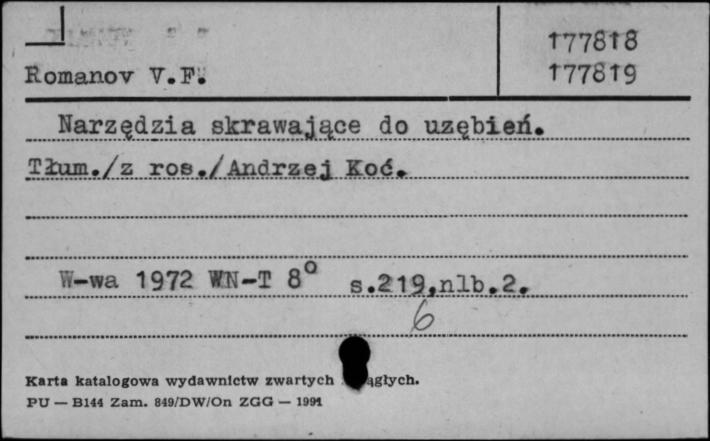 177818
Romanov V.F.
177819
Narzędzia skrawające do uzębień.
Tłum./z ros./Andrzej Koć.
W-wa 1972 WN-T 8° s.219,nlb.2.
6
Karta katalogowa wydawnictw zwartych
PU — B144 Zam. 849/DW/On ZGG — 1991